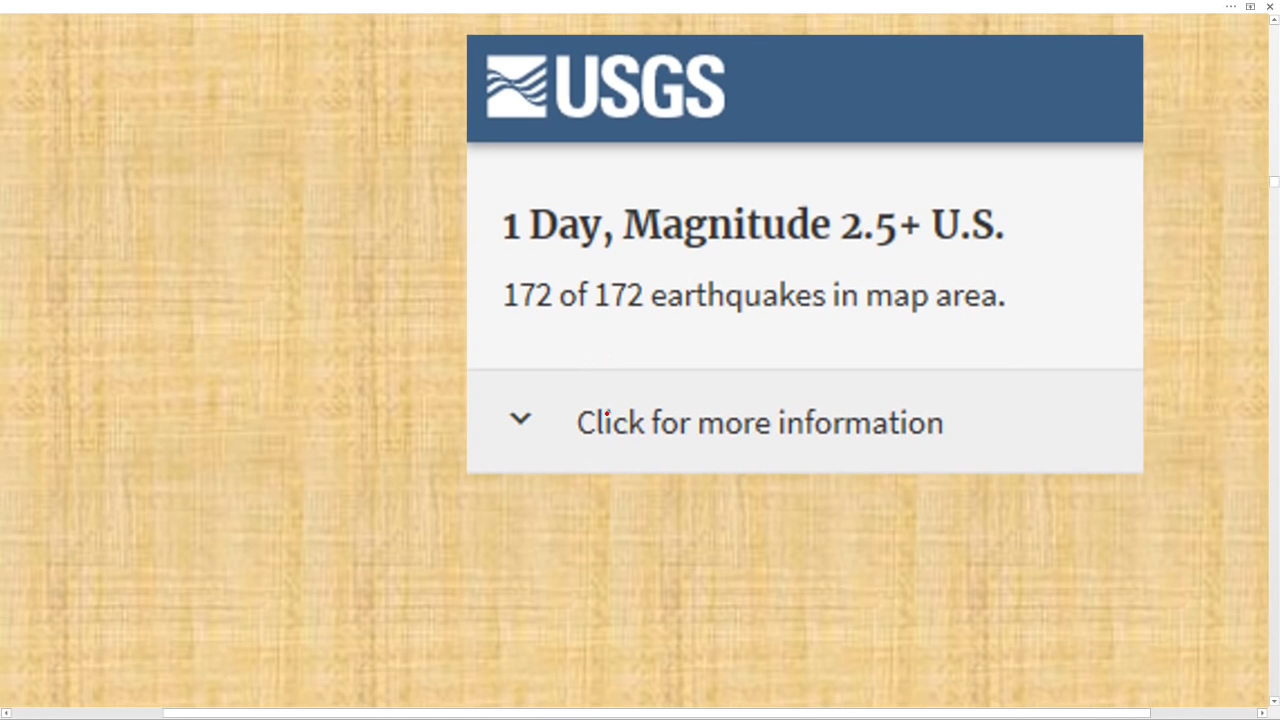 USGS
1 Day, Magnitude 2.5+ U.S.
172 of 172 earthquakes in map area.
Click for more information